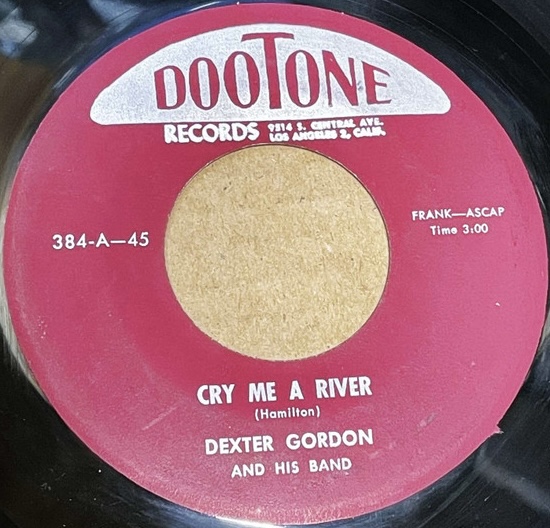 DOOTONE
RECORDS 9514 S. CENTRAL AVE.
LOS ANGELES 2, CALIF.
384-A—45
FRANK—ASCAP
Time 3:00
CRY ME A RIVER
(Hamilton)
DEXTER GORDON
AND HIS BAND